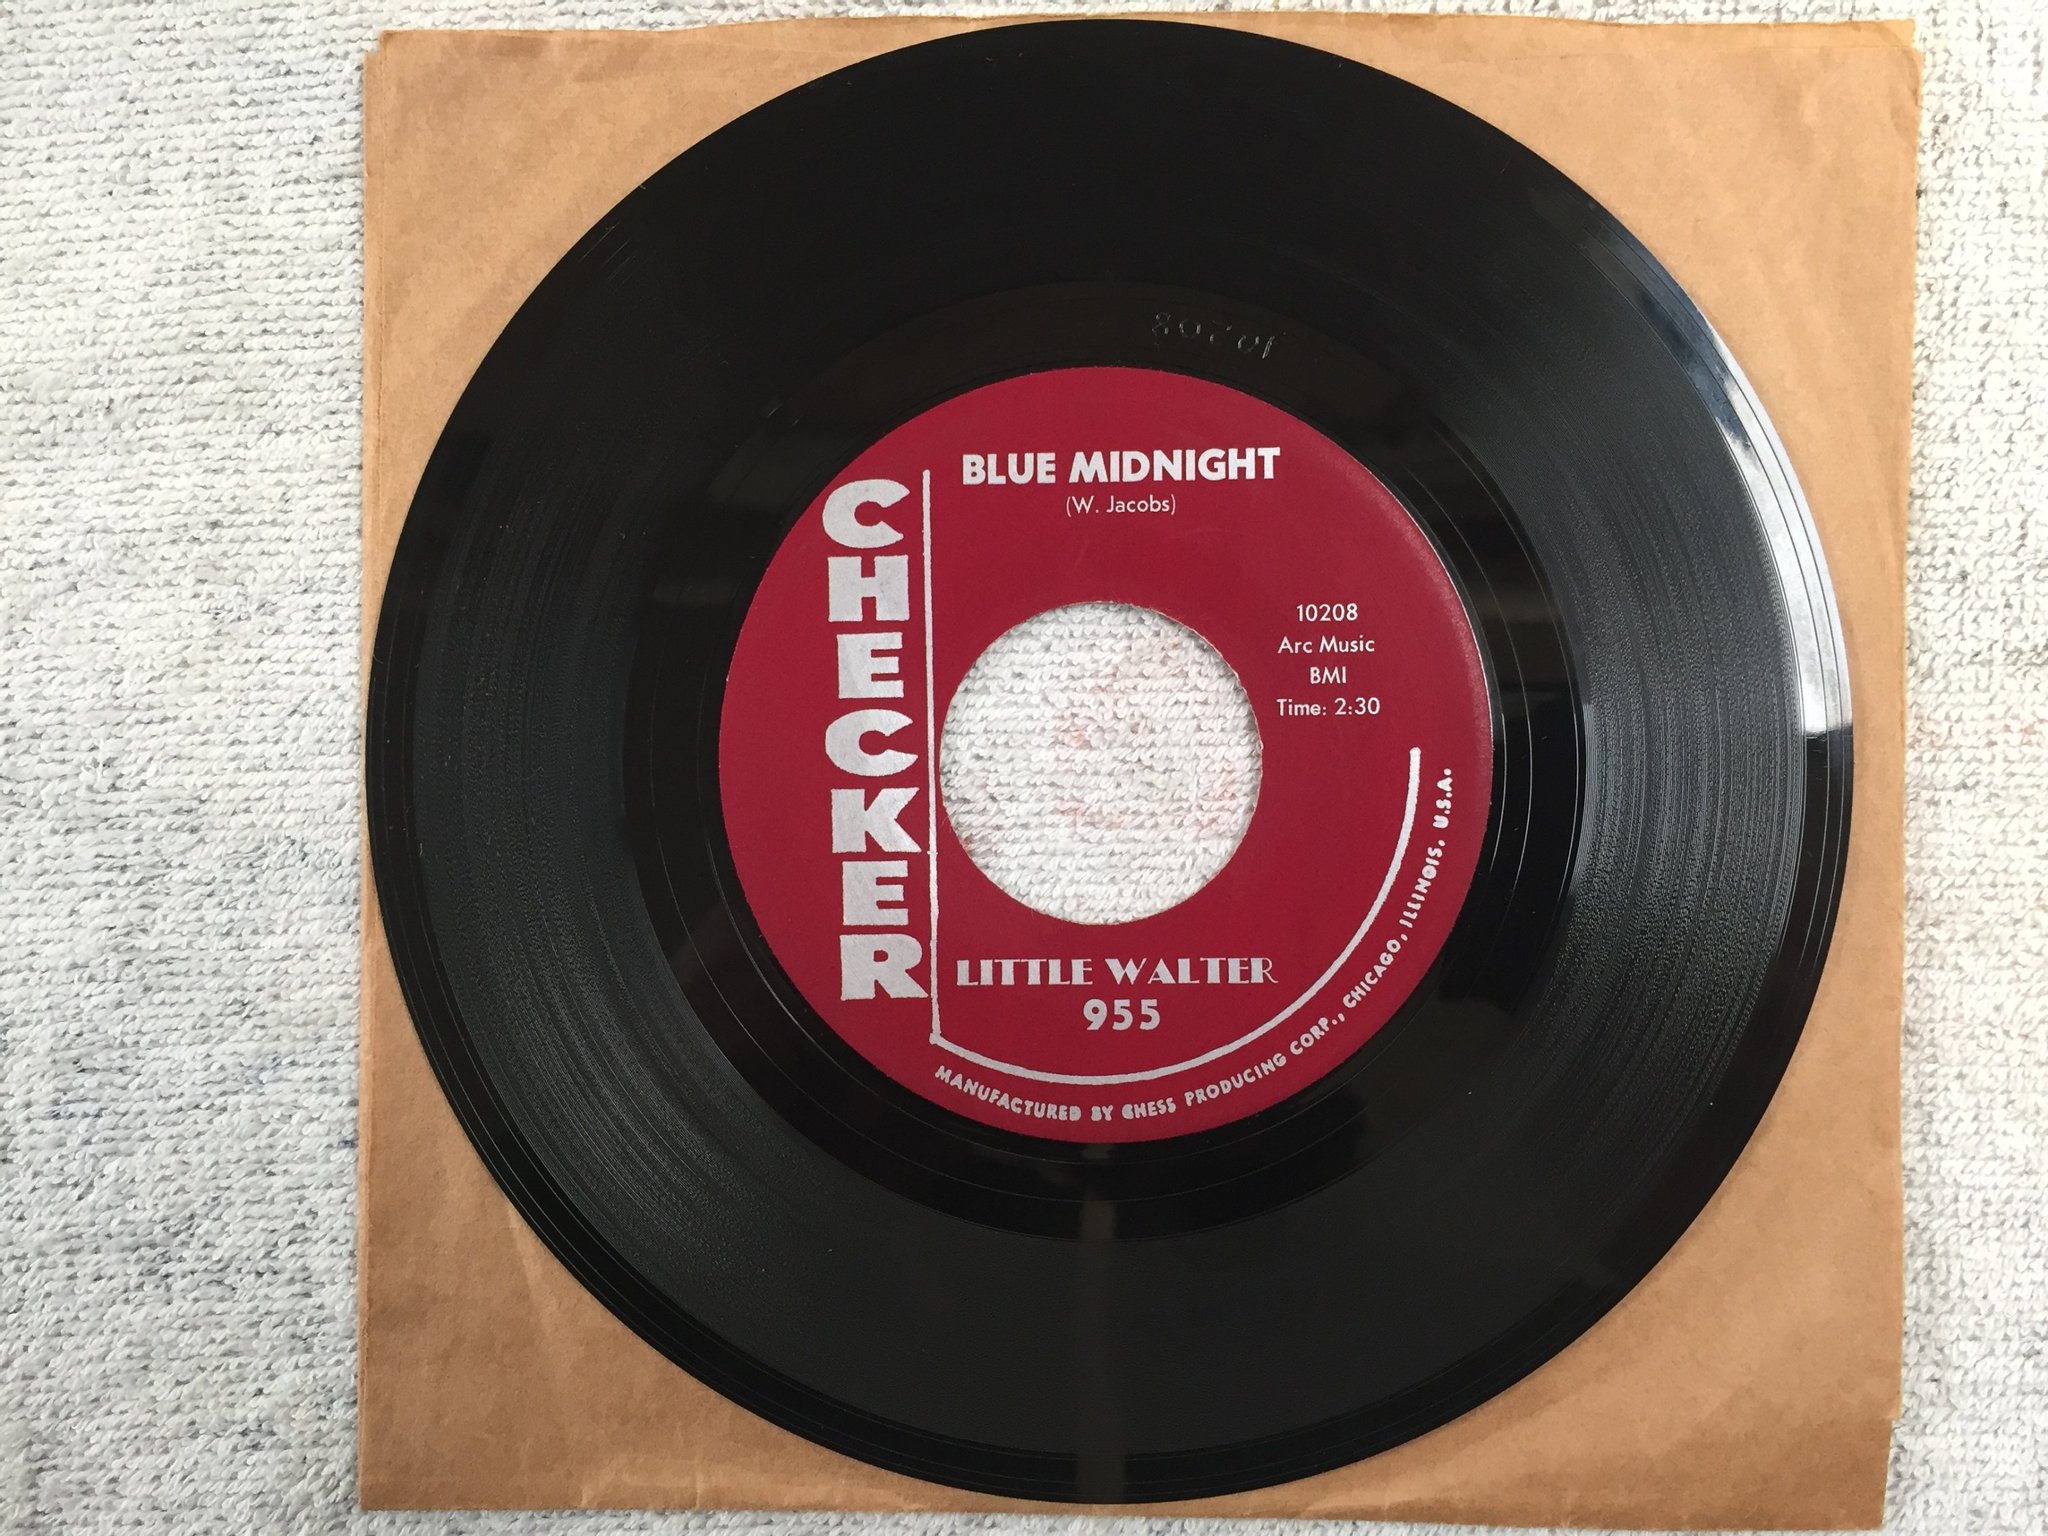 10208
CHECKER
BLUE MIDNIGHT
(W. Jacobs)
10208
Arc Music
BMI
Time: 2:30
LITTLE WALTER
955
MANUFACTURED BY CHESS PRODUCING CORP., CHICAGO, ILLINOIS. U.S.A.